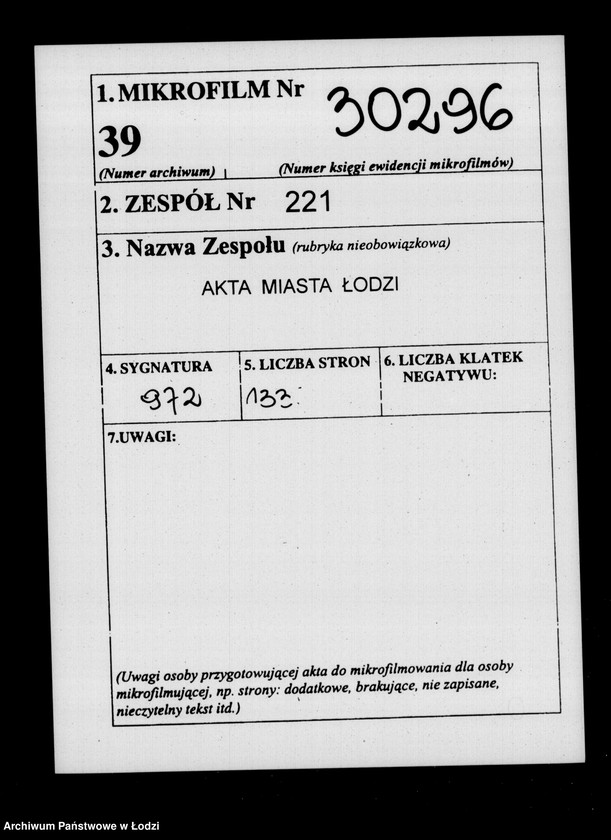 1. MIKROFILM Nr 30296
39
(Numer archiwum) (Numer księgi ewidencji mikrofilmów)
2. ZESPÓŁ Nr 221
3. Nazwa Zespołu (rubryka nieobowiązkowa)
AKTA MIASTA ŁODZI
4. SYGNATURA 5. LICZBA STRON 6. LICZBA KLATEK
NEGATYWU:
972 133
7.UWAGI:
(Uwagi osoby przygotowującej akta do mikrofilmowania dla osoby
mikrofilmującej, np. strony: dodatkowe, brakujące, nie zapisane,
nieczytelny tekst itd.)
Archiwum Państwowe w Łodzi